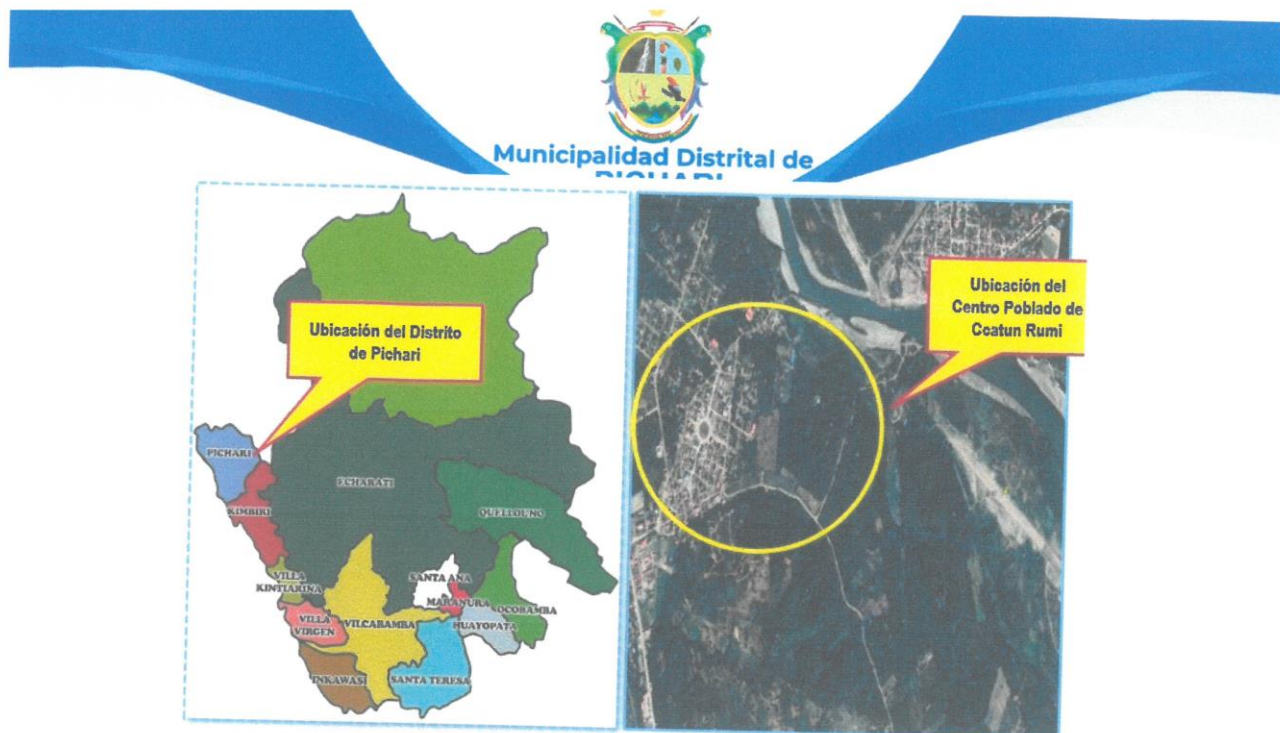 Municipalidad Distrital de
PICHARI
Ubicación del Distrito
de Pichari
PICHARI
KIMBIRI
ECHARATI
QUELLOUNO
VILLA
KINTIARINA
VILLA
VIRGEN
VILCABAMBA
SANTA ANA
MARANURA
HUAYOPATA
OCOBAMBA
INKAWASI
SANTA TERESA
Ubicación del
Centro Poblado de
Ccatun Rumi